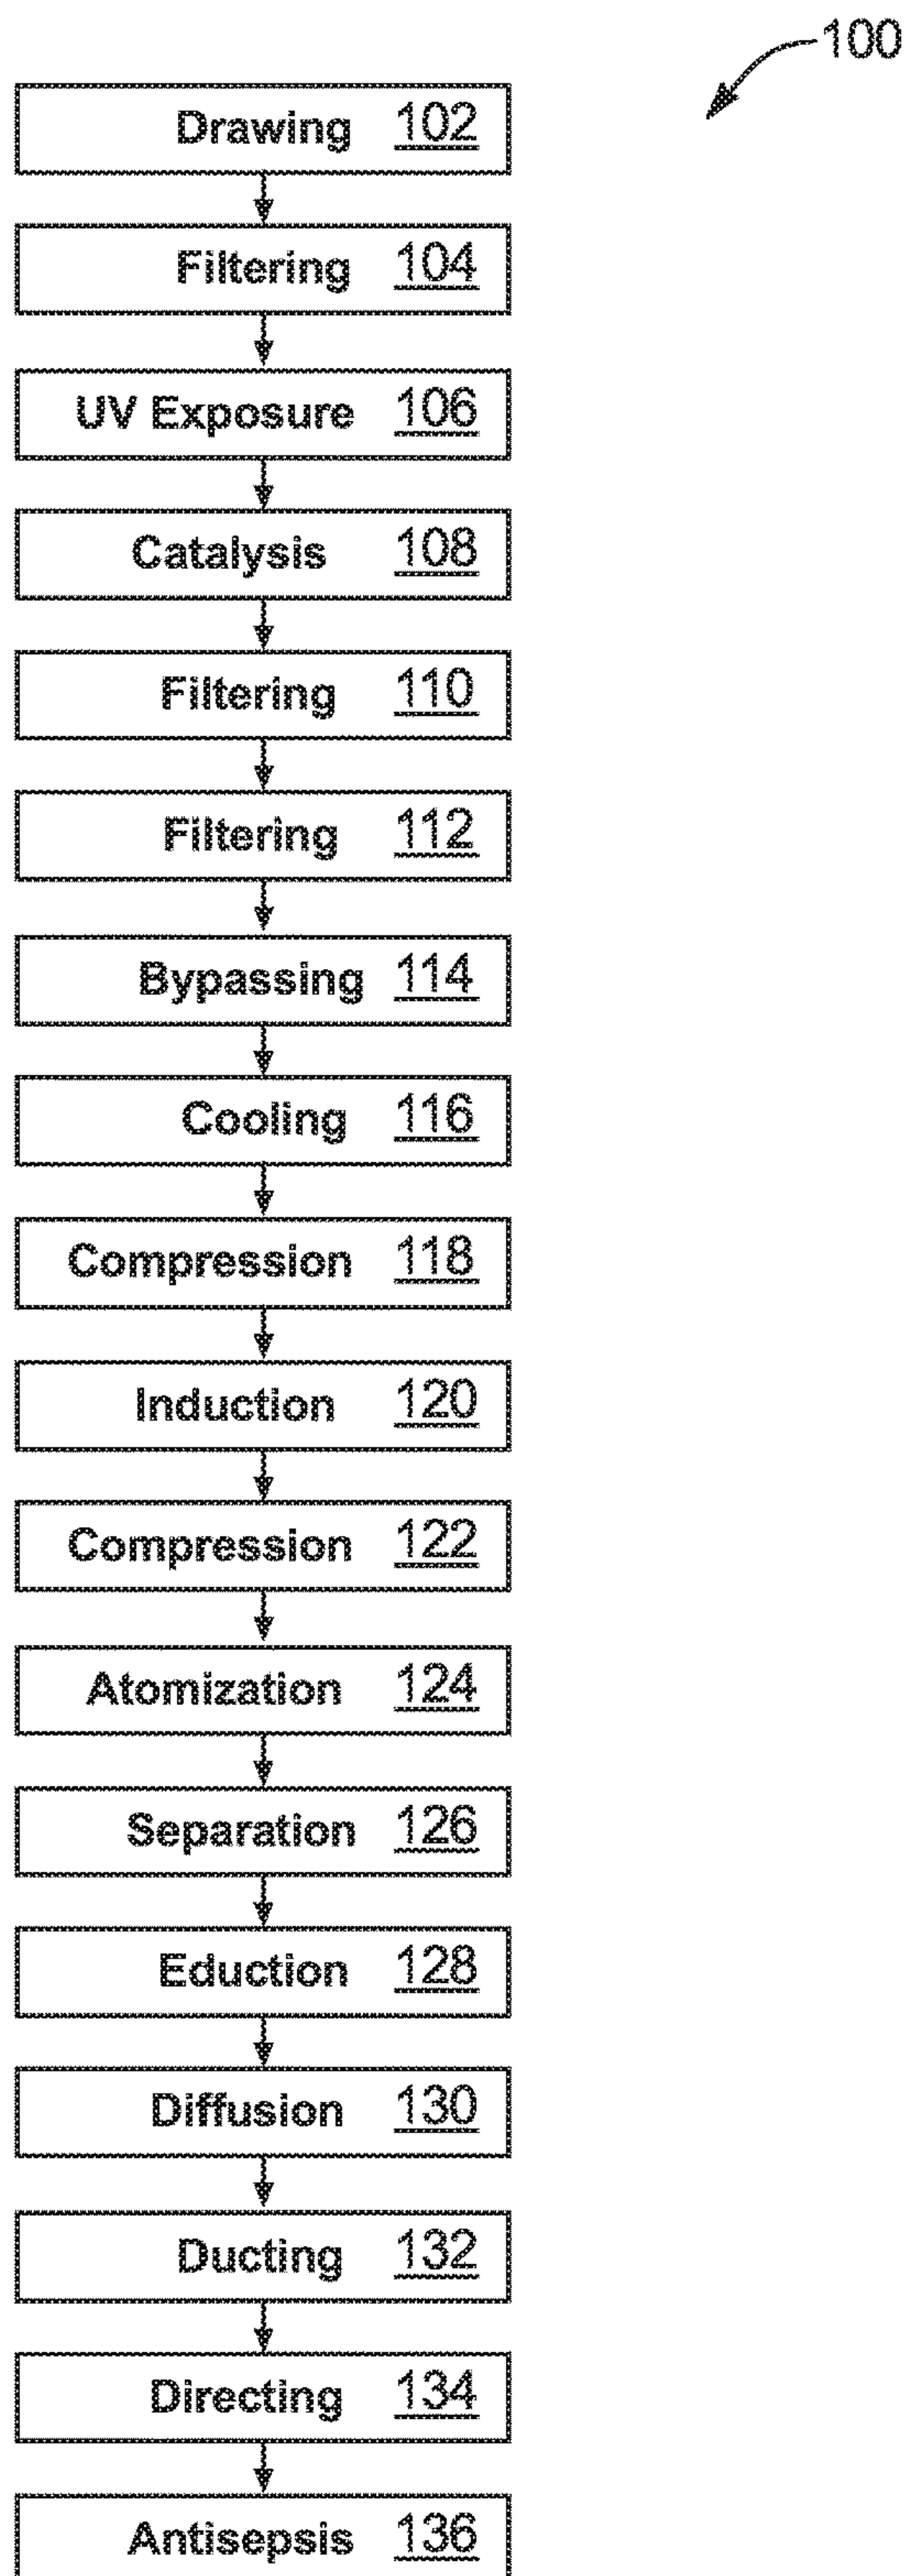 100
Drawing 102
Filtering 104
UV Exposure 106
Catalysis 108
Filtering 110
Filtering 112
Bypassing 114
Cooling 116
Compression 118
Induction 120
Compression 122
Atomization 124
Separation 126
Eduction 128
Diffusion 130
Ducting 132
Directing 134
Antisepsis 136